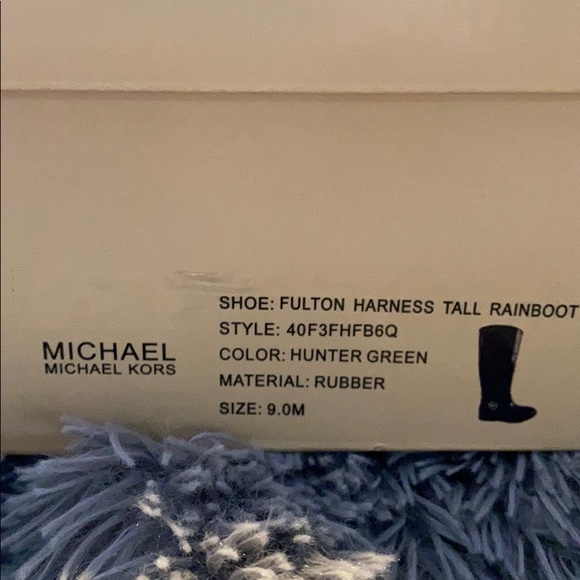 SHOE: FULTON HARNESS TALL RAINBOOT
STYLE: 40F3FHFB6Q
COLOR: HUNTER GREEN
MATERIAL: RUBBER
SIZE: 9.0M
MICHAEL
MICHAEL KORS